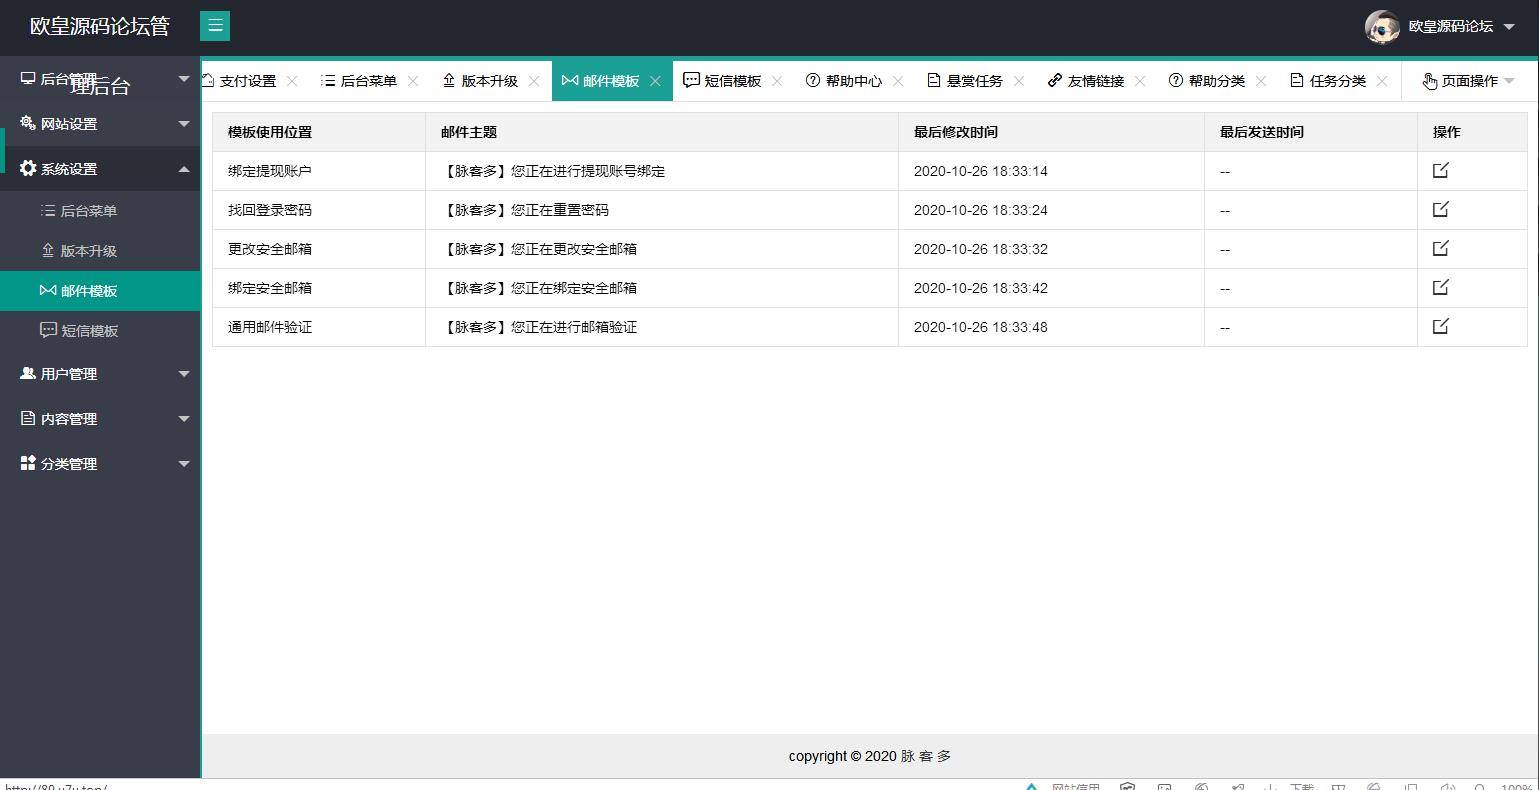 欧皇源码论坛管
理后台
欧皇源码论坛
后台管理
网站设置
系统设置
后台菜单
版本升级
邮件模板
短信模板
用户管理
内容管理
分类管理
支付设置 后台菜单 版本升级 邮件模板 短信模板 帮助中心 悬赏任务 友情链接 帮助分类 任务分类 页面操作
模板使用位置 邮件主题 最后修改时间 最后发送时间 操作
绑定提现账户 【脉客多】您正在进行提现账号绑定 2020-10-26 18:33:14 --
找回登录密码 【脉客多】您正在重置密码 2020-10-26 18:33:24 --
更改安全邮箱 【脉客多】您正在更改安全邮箱 2020-10-26 18:33:32 --
绑定安全邮箱 【脉客多】您正在绑定安全邮箱 2020-10-26 18:33:42 --
通用邮件验证 【脉客多】您正在进行邮箱验证 2020-10-26 18:33:48 --
copyright © 2020 脉 客 多
网站信用 下载 100%